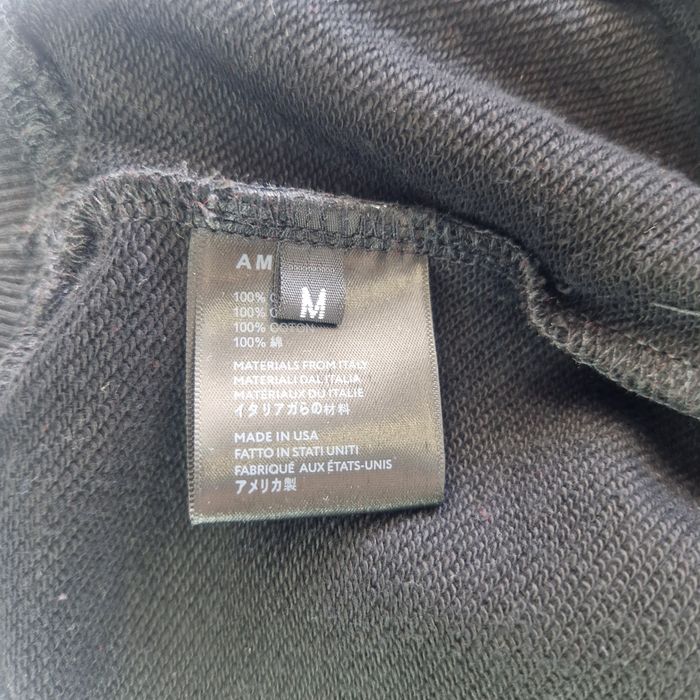 AM
M
100%
100%
100% COTON
100% 綿
MATERIALS FROM ITALY
MATERIALI DAL ITALIA
MATERIAUX DU ITALIE
イタリアガらの材料
MADE IN USA
FATTO IN STATI UNITI
FABRIQUÉ AUX ÉTATS-UNIS
アメリカ製